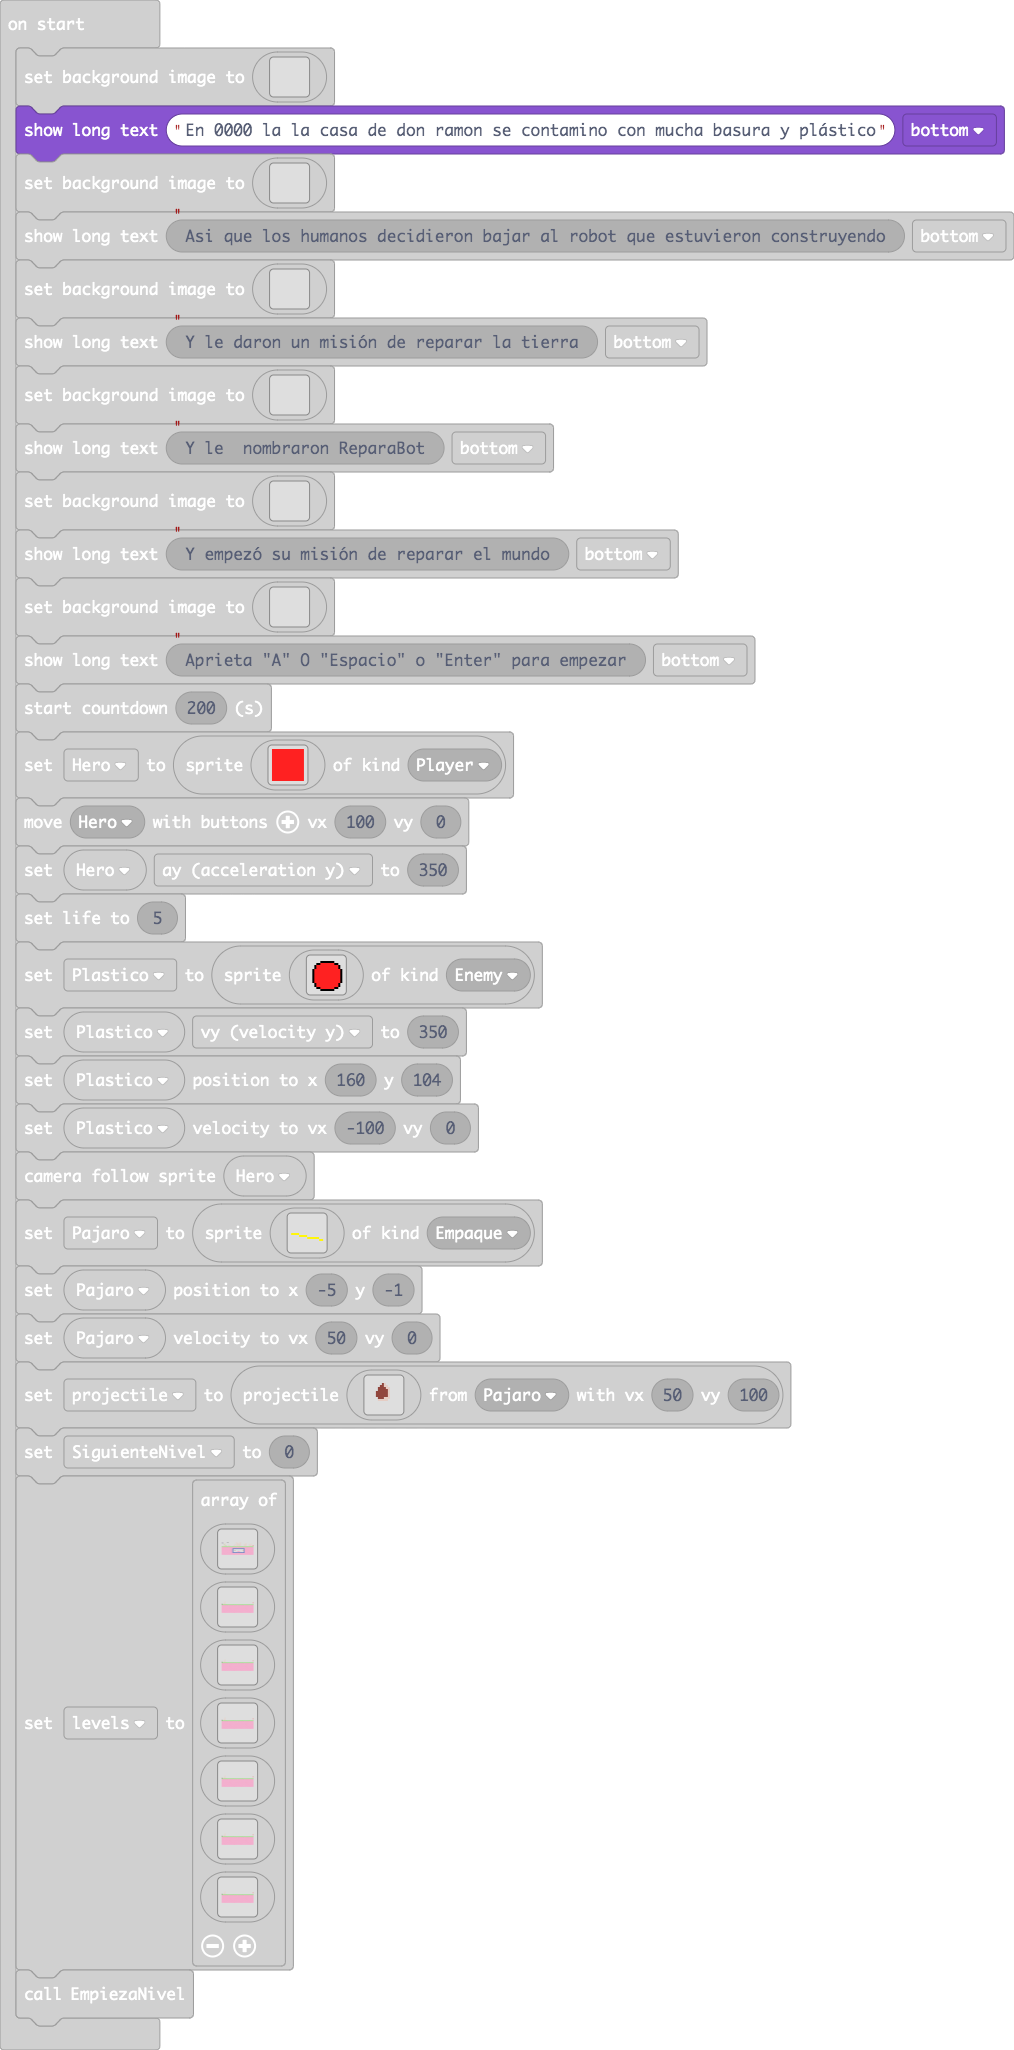 on start
set background image to
show long text "En 0000 la la casa de don ramon se contamino con mucha basura y plástico" bottom
set background image to
show long text " Asi que los humanos decidieron bajar al robot que estuvieron construyendo bottom
set background image to
show long text " Y le daron un misión de reparar la tierra bottom
set background image to
show long text " Y le  nombraron ReparaBot bottom
set background image to
show long text " Y empezó su misión de reparar el mundo bottom
set background image to
show long text " Aprieta "A" O "Espacio" o "Enter" para empezar bottom
start countdown 200 (s)
set Hero to sprite of kind Player
move Hero with buttons vx 100 vy 0
set Hero ay (acceleration y) to 350
set life to 5
set Plastico to sprite of kind Enemy
set Plastico vy (velocity y) to 350
set Plastico position to x 160 y 104
set Plastico velocity to vx -100 vy 0
camera follow sprite Hero
set Pajaro to sprite of kind Empaque
set Pajaro position to x -5 y -1
set Pajaro velocity to vx 50 vy 0
set projectile to projectile from Pajaro with vx 50 vy 100
set SiguienteNivel to 0
array of
set levels to
call EmpiezaNivel